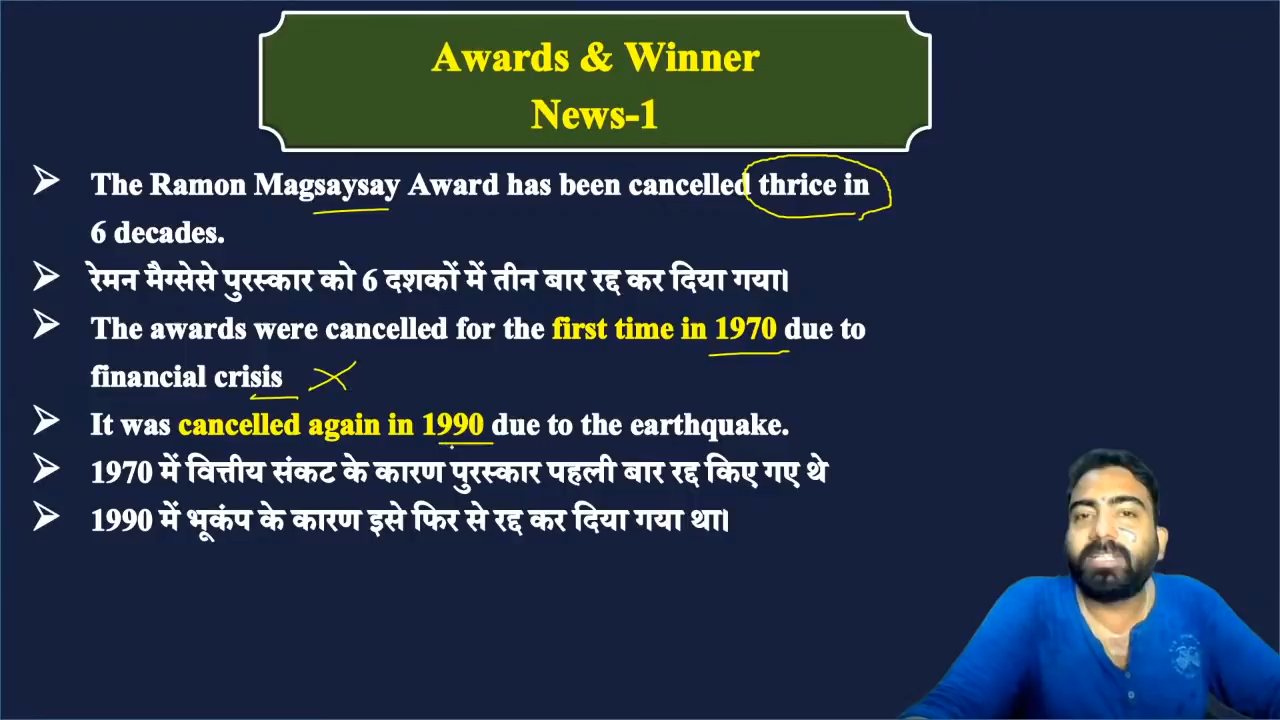 Awards & Winner
News-1
The Ramon Magsaysay Award has been cancelled thrice in
6 decades.
रेमन मैग्सेसे पुरस्कार को 6 दशकों में तीन बार रद्द कर दिया गया।
The awards were cancelled for the first time in 1970 due to
financial crisis
It was cancelled again in 1990 due to the earthquake.
1970 में वित्तीय संकट के कारण पुरस्कार पहली बार रद्द किए गए थे
1990 में भूकंप के कारण इसे फिर से रद्द कर दिया गया था।